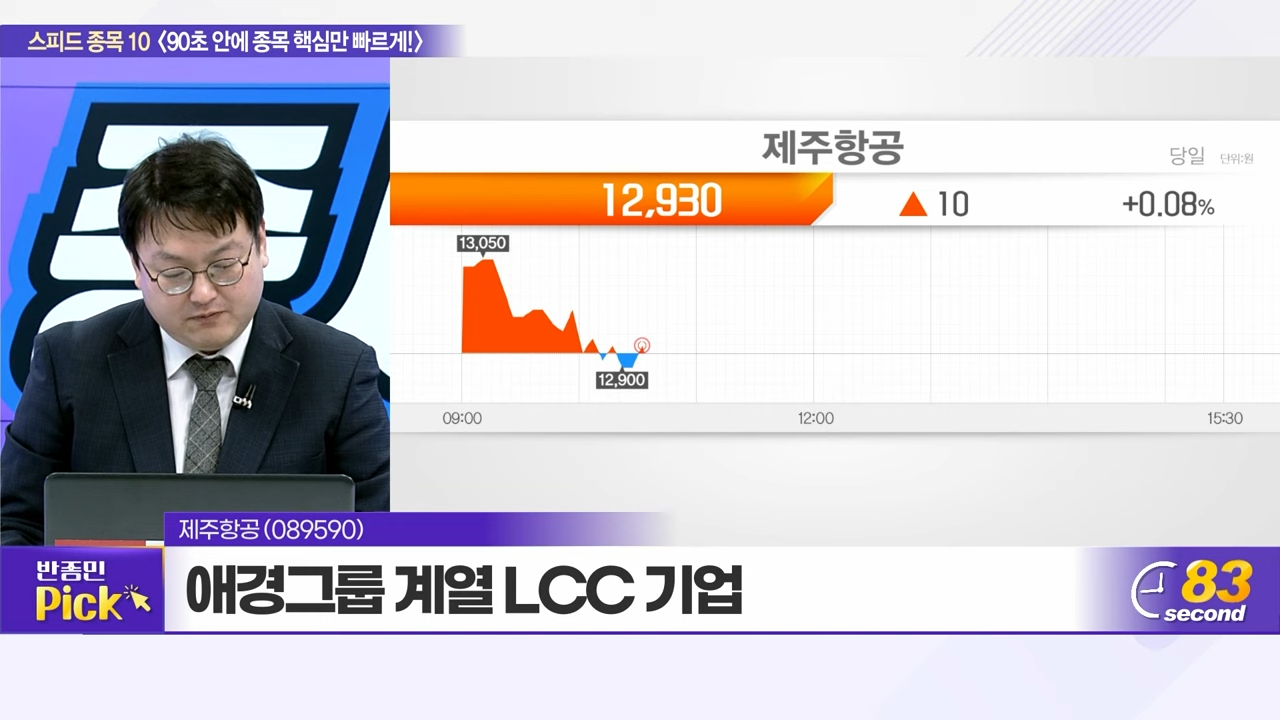 스피드 종목 10 〈90초 안에 종목 핵심만 빠르게!〉
제주항공
당일 단위:원
12,930 ▲ 10 +0.08%
13,050
12,900
09:00 12:00 15:30
제주항공 (089590)
반종민
Pick
애경그룹 계열 LCC 기업
83
second